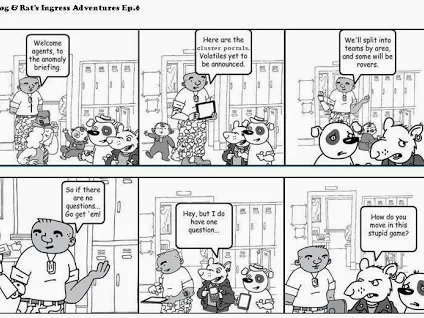 og & Rat's Ingress Adventures Ep.6
Welcome
agents, to
the anomaly
briefing.
Here are the
cluster portals.
Volatiles yet to
be announced.
We'll split into
teams by area,
and some will be
rovers.
So if there
are no
questions...
Go get 'em!
Hey, but I do
have one
question...
How do you
move in this
stupid game?